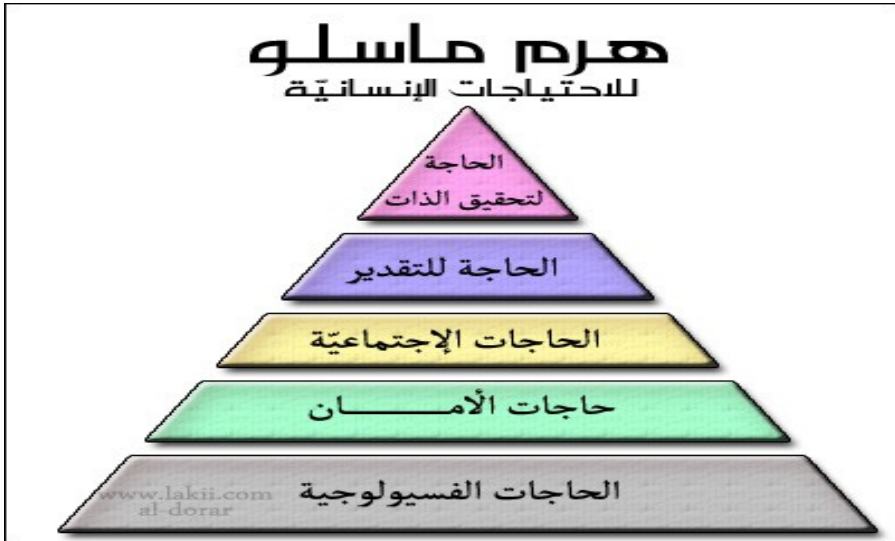 هرم ماسلو
للاحتياجات الإنسانيّة
الحاجة
لتحقيق الذات
الحاجة للتقدير
الحاجات الإجتماعيّة
حاجات الأمـــــــان
الحاجات الفسيولوجية
www.lakii.com
al-dorar